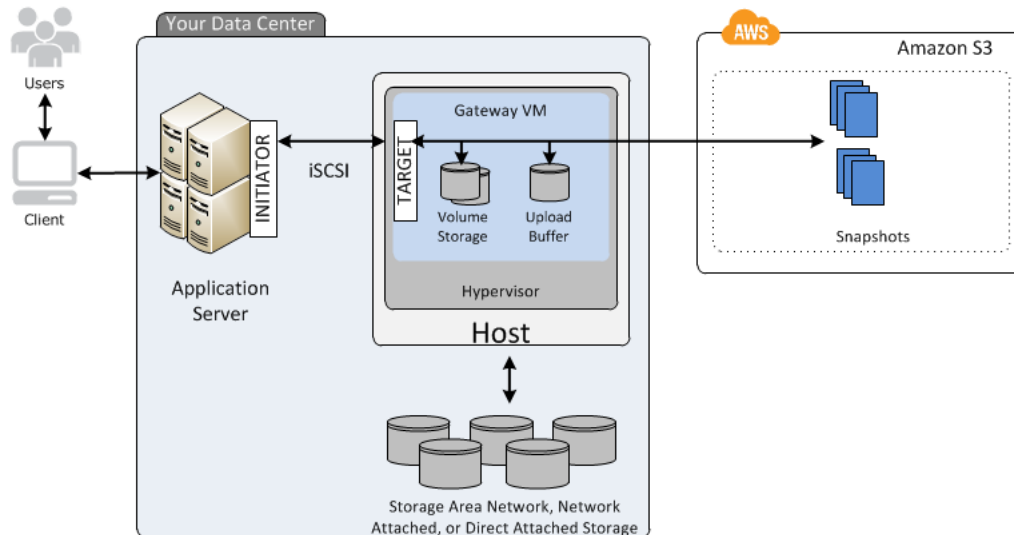 Your Data Center
AWS
Amazon S3
Users
Gateway VM
INITIATOR
iSCSI
TARGET
Client
Volume
Storage
Upload
Buffer
Snapshots
Application
Server
Hypervisor
Host
Storage Area Network, Network
Attached, or Direct Attached Storage